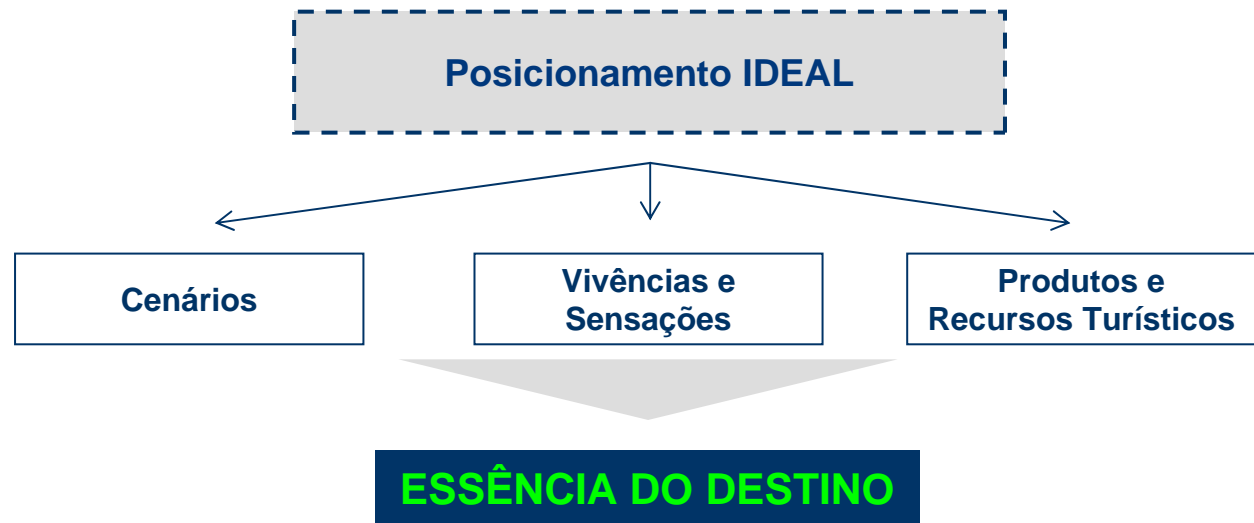 Posicionamento IDEAL
Cenários
Vivências e
Sensações
Produtos e
Recursos Turísticos
ESSÊNCIA DO DESTINO